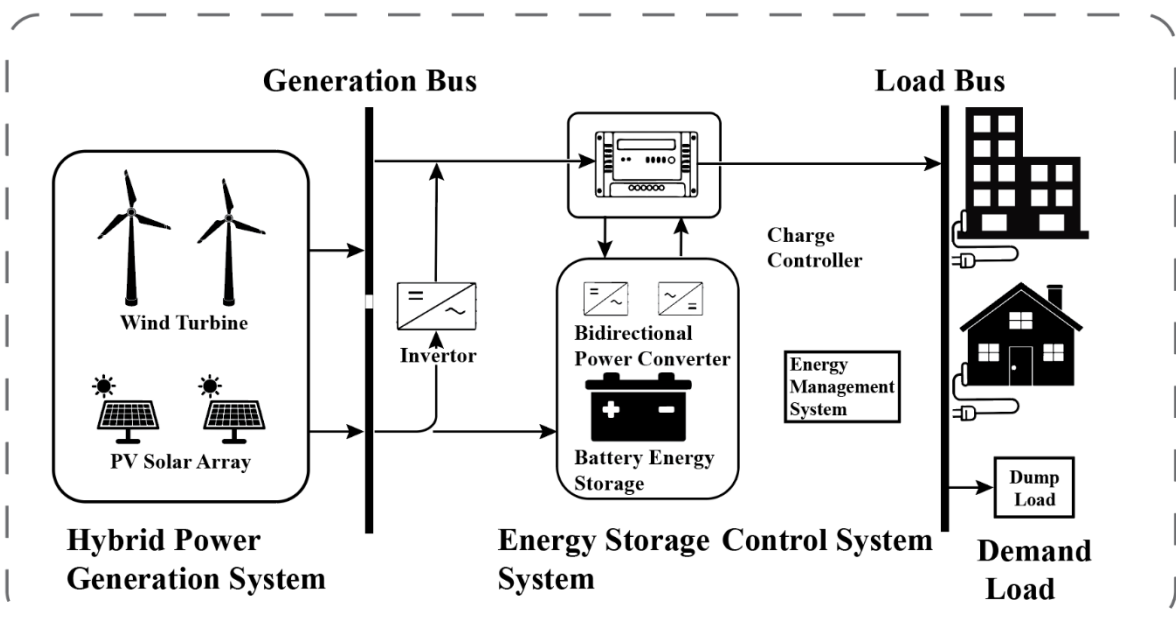 Generation Bus
Load Bus
Charge
Controller
Wind Turbine
Invertor
Bidirectional
Power Converter
Energy
Management
System
PV Solar Array
Battery Energy
Storage
Dump
Load
Hybrid Power
Generation System
Energy Storage
System
Control System
Demand
Load